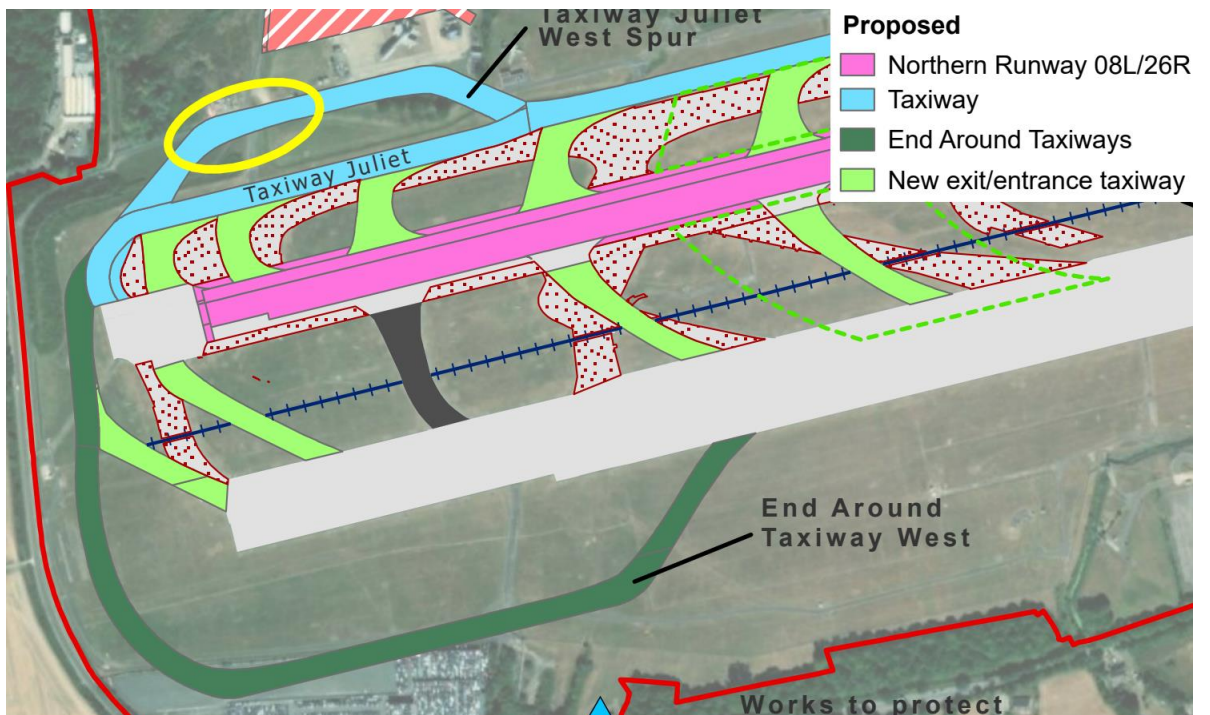 Taxiway Juliet
West Spur
Proposed
Northern Runway 08L/26R
Taxiway
End Around Taxiways
New exit/entrance taxiway
Taxiway Juliet
End Around
Taxiway West
Works to protect